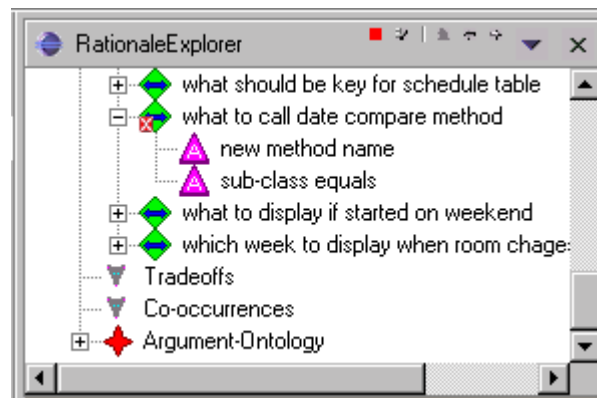 RationaleExplorer
what should be key for schedule table
what to call date compare method
A new method name
A sub-class equals
what to display if started on weekend
which week to display when room chage:
Tradeoffs
Co-occurrences
Argument-Ontology